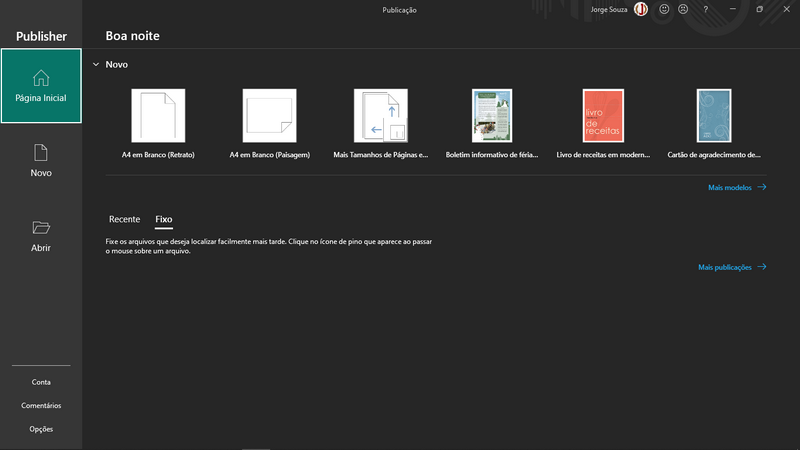 Publicação
Jorge Souza
?
Publisher
Boa noite
Página Inicial
Novo
Abrir
Conta
Comentários
Opções
Novo
A4 em Branco (Retrato)
A4 em Branco (Paisagem)
Mais Tamanhos de Páginas e...
Boletim informativo de féria...
livro
de
receitas
Livro de receitas em modern...
Cartão de agradecimento de...
Mais modelos
Recente
Fixo
Fixe os arquivos que deseja localizar facilmente mais tarde. Clique no ícone de pino que aparece ao passar
o mouse sobre um arquivo.
Mais publicações